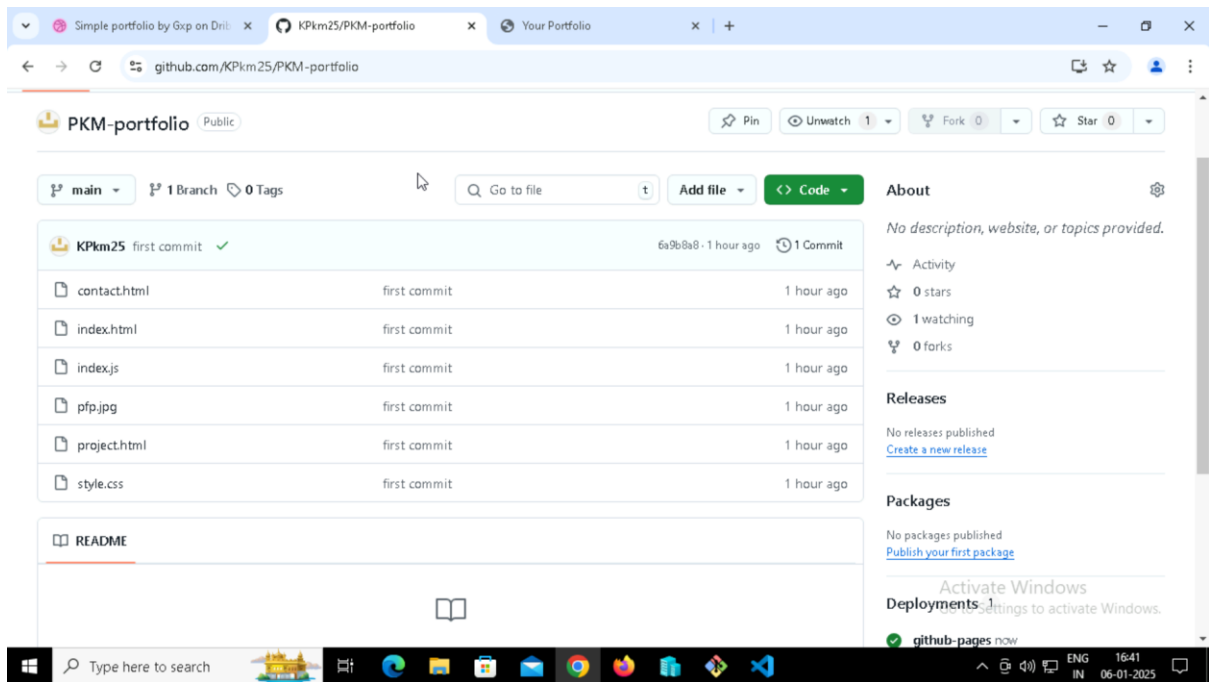 Simple portfolio by Gxp on Drib
KPkm25/PKM-portfolio
Your Portfolio
github.com/KPkm25/PKM-portfolio
PKM-portfolio Public
Pin
Unwatch 1
Fork 0
Star 0
main
1 Branch
0 Tags
Go to file t
Add file
<> Code
KPkm25 first commit
6a9b8a8 · 1 hour ago
1 Commit
contact.html first commit 1 hour ago
index.html first commit 1 hour ago
index.js first commit 1 hour ago
pfp.jpg first commit 1 hour ago
project.html first commit 1 hour ago
style.css first commit 1 hour ago
README
About
No description, website, or topics provided.
Activity
0 stars
1 watching
0 forks
Releases
No releases published
Create a new release
Packages
No packages published
Publish your first package
Deployments 1
github-pages now
Activate Windows
Go to Settings to activate Windows.
Type here to search
ENG
IN
16:41
06-01-2025